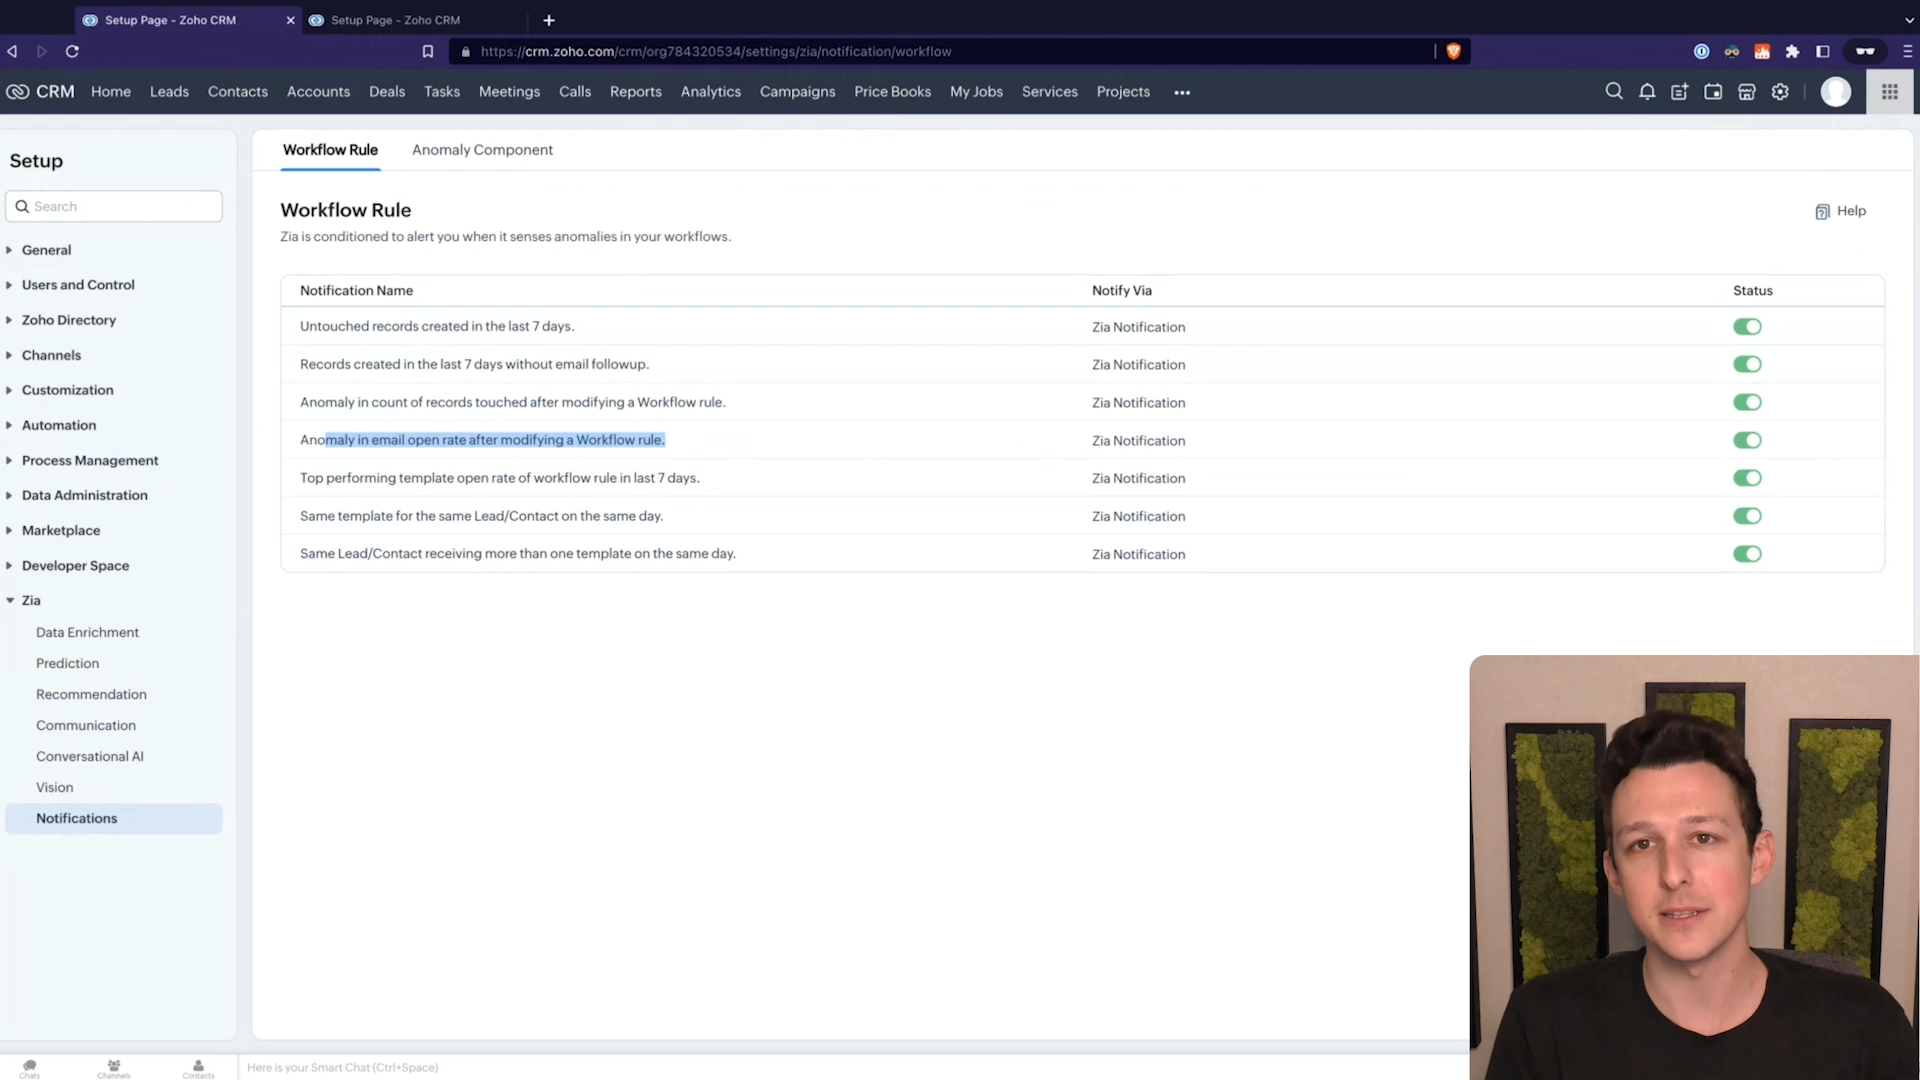 Setup Page - Zoho CRM
Setup Page - Zoho CRM
https://crm.zoho.com/crm/org784320534/settings/zia/notification/workflow
CRM
Home
Leads
Contacts
Accounts
Deals
Tasks
Meetings
Calls
Reports
Analytics
Campaigns
Price Books
My Jobs
Services
Projects
Setup
Search
General
Users and Control
Zoho Directory
Channels
Customization
Automation
Process Management
Data Administration
Marketplace
Developer Space
Zia
Data Enrichment
Prediction
Recommendation
Communication
Conversational AI
Vision
Notifications
Workflow Rule
Anomaly Component
Workflow Rule
Help
Zia is conditioned to alert you when it senses anomalies in your workflows.
Notification Name
Notify Via
Status
Untouched records created in the last 7 days.
Zia Notification
Records created in the last 7 days without email followup.
Zia Notification
Anomaly in count of records touched after modifying a Workflow rule.
Zia Notification
Anomaly in email open rate after modifying a Workflow rule.
Zia Notification
Top performing template open rate of workflow rule in last 7 days.
Zia Notification
Same template for the same Lead/Contact on the same day.
Zia Notification
Same Lead/Contact receiving more than one template on the same day.
Zia Notification
Chats
Channels
Contacts
Here is your Smart Chat (Ctrl+Space)